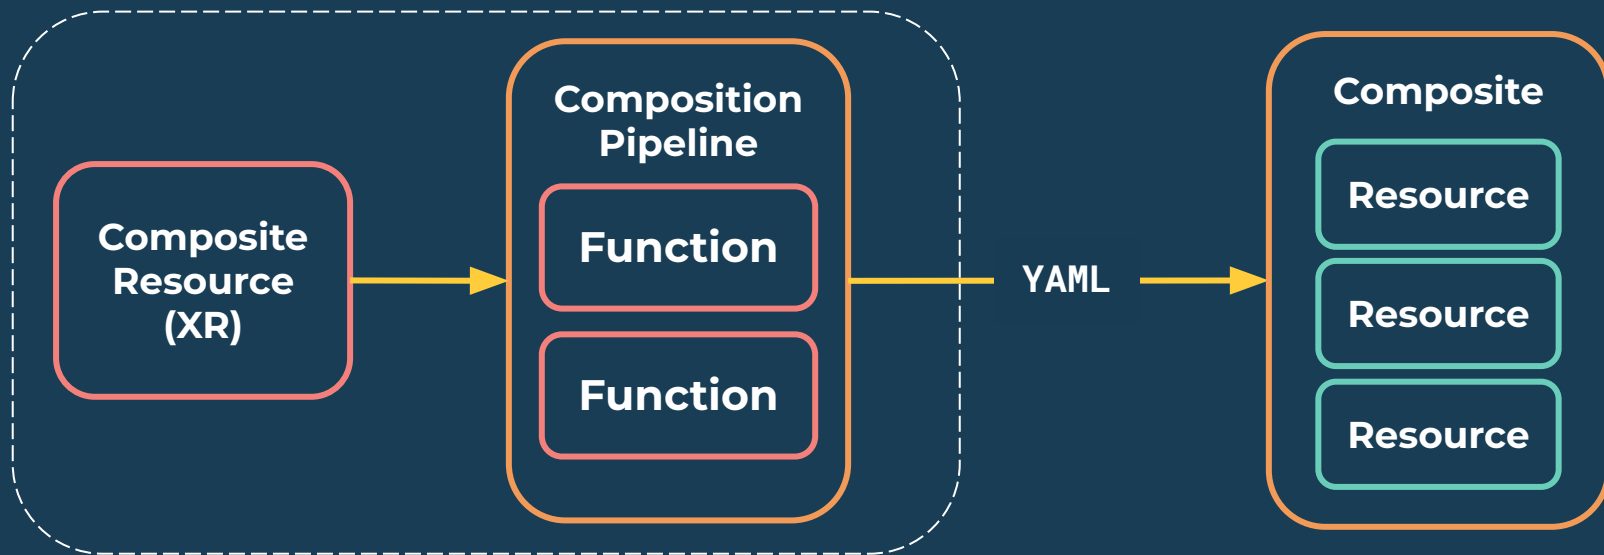 Composite
Resource
(XR)
Composition
Pipeline
Function
Function
YAML
Composite
Resource
Resource
Resource